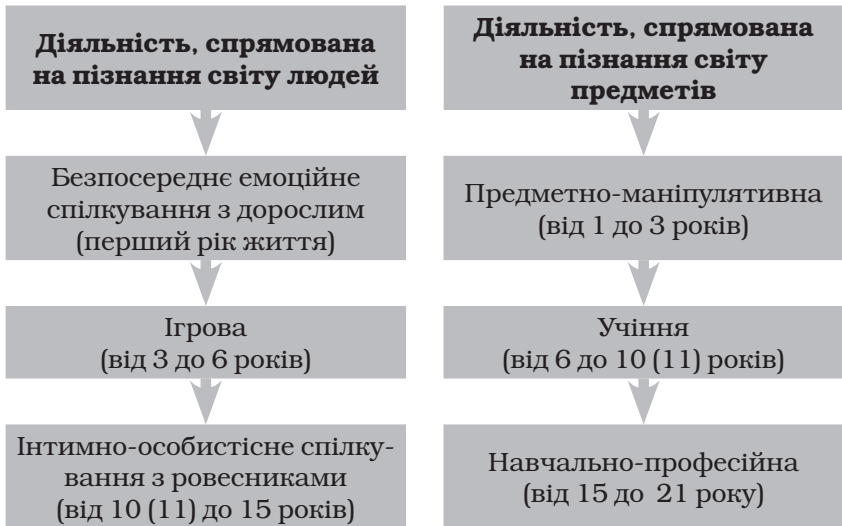 Діяльність, спрямована
на пізнання світу людей
Безпосереднє емоційне
спілкування з дорослим
(перший рік життя)
Ігрова
(від 3 до 6 років)
Інтимно-особистісне спілку-
вання з ровесниками
(від 10 (11) до 15 років)
Діяльність, спрямована
на пізнання світу
предметів
Предметно-маніпулятивна
(від 1 до 3 років)
Учіння
(від 6 до 10 (11) років)
Навчально-професійна
(від 15 до 21 року)